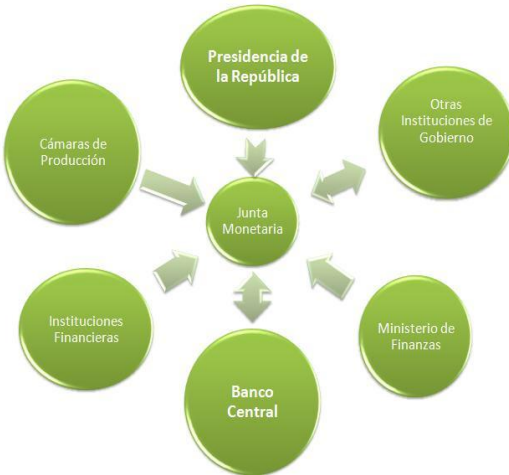 Presidencia de
la República
Otras
Instituciones de
Gobierno
Cámaras de
Producción
Junta
Monetaria
Instituciones
Financieras
Ministerio de
Finanzas
Banco
Central